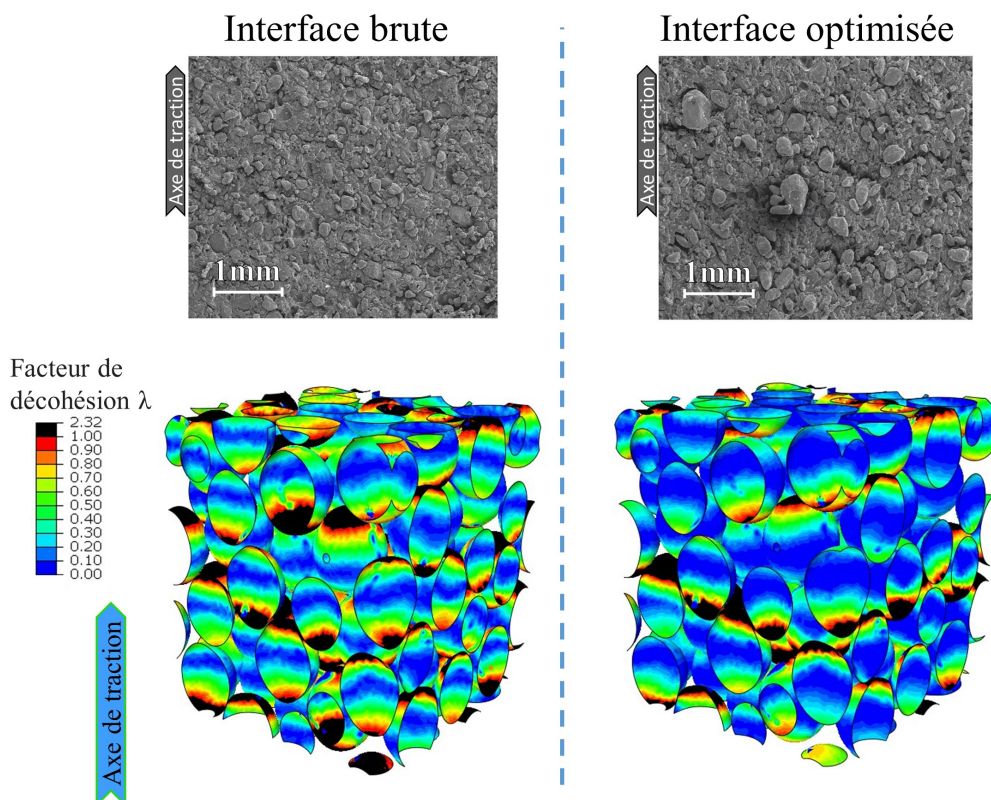 Interface brute
Interface optimisée
Axe de traction
1mm
Axe de traction
1mm
Facteur de
décohésion λ
2.32
1.00
0.90
0.80
0.70
0.60
0.50
0.40
0.30
0.20
0.10
0.00
Axe de traction